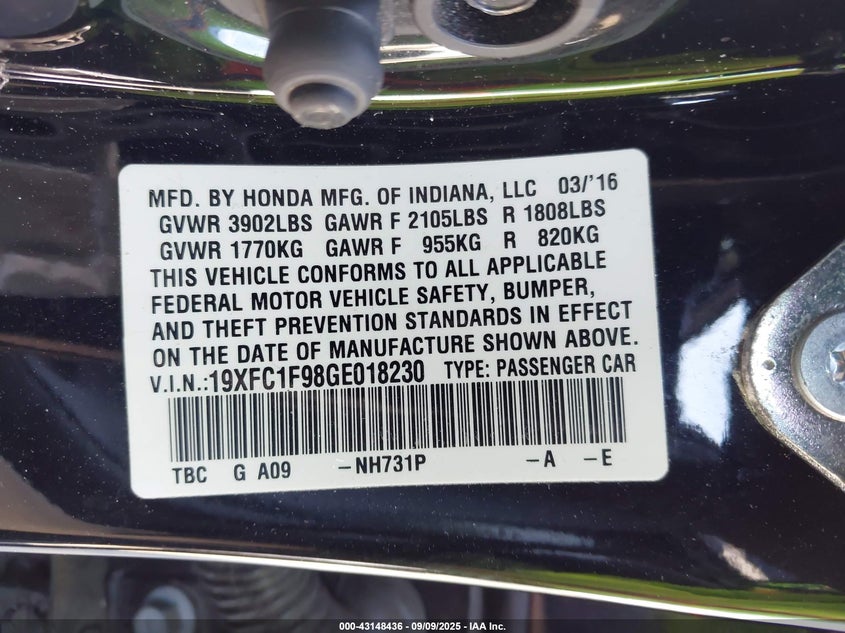 MFD. BY HONDA MFG. OF INDIANA, LLC 03/'16
GVWR 3902LBS GAWR F 2105LBS R 1808LBS
GVWR 1770KG GAWR F 955KG R 820KG
THIS VEHICLE CONFORMS TO ALL APPLICABLE
FEDERAL MOTOR VEHICLE SAFETY, BUMPER,
AND THEFT PREVENTION STANDARDS IN EFFECT
ON THE DATE OF MANUFACTURE SHOWN ABOVE.
V.I.N.:19XFC1F98GE018230 TYPE: PASSENGER CAR
TBC G A09 -NH731P -A -E
000-43148436 - 09/09/2025 - IAA Inc.